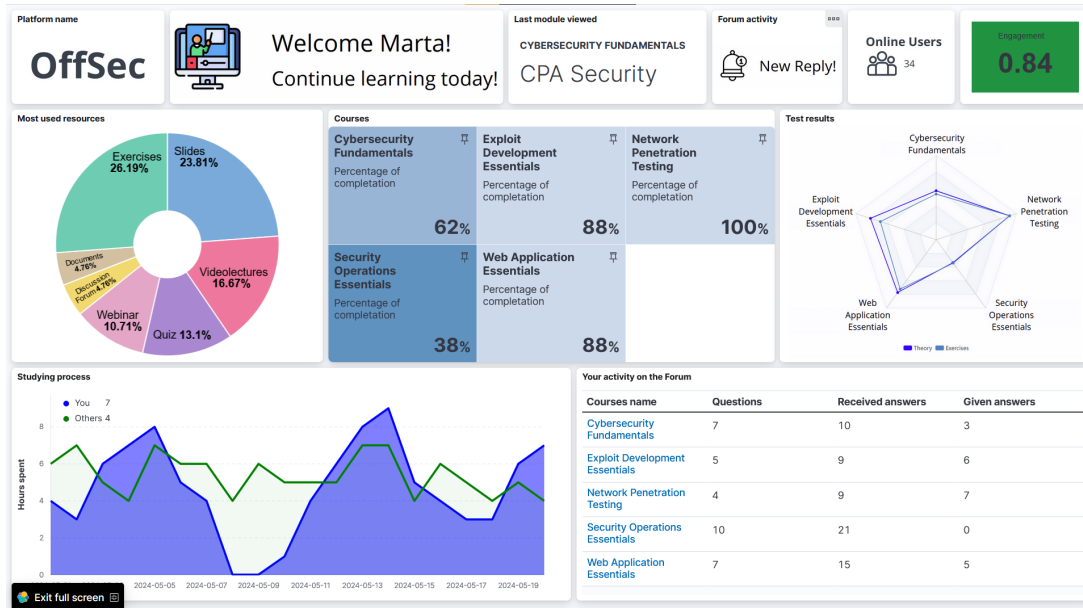 Platform name
OffSec
Welcome Marta!
Continue learning today!
Last module viewed
CYBERSECURITY FUNDAMENTALS
CPA Security
Forum activity
1
New Reply!
Online Users
34
Engagement
0.84
Most used resources
Exercises
26.19%
Slides
23.81%
Documents
4.76%
Discussion
Forum 4.76%
Videolectures
16.67%
Webinar
10.71%
Quiz 13.1%
Courses
Cybersecurity
Fundamentals
Percentage of
completation
62%
Exploit
Development
Essentials
Percentage of
completation
88%
Network
Penetration
Testing
Percentage of
completation
100%
Security
Operations
Essentials
Percentage of
completation
38%
Web Application
Essentials
Percentage of
completation
88%
Test results
Cybersecurity
Fundamentals
Exploit
Development
Essentials
Network
Penetration
Testing
Web
Application
Essentials
Security
Operations
Essentials
Theory Exercises
Studying process
You 7
Others 4
Hours spent
8
6
4
2
0
2024-05-05 2024-05-07 2024-05-09 2024-05-11 2024-05-13 2024-05-15 2024-05-17 2024-05-19
Exit full screen
Your activity on the Forum
Courses name Questions Received answers Given answers
Cybersecurity
Fundamentals
7 10 3
Exploit Development
Essentials
5 9 6
Network Penetration
Testing
4 9 7
Security Operations
Essentials
10 21 0
Web Application
Essentials
7 15 5